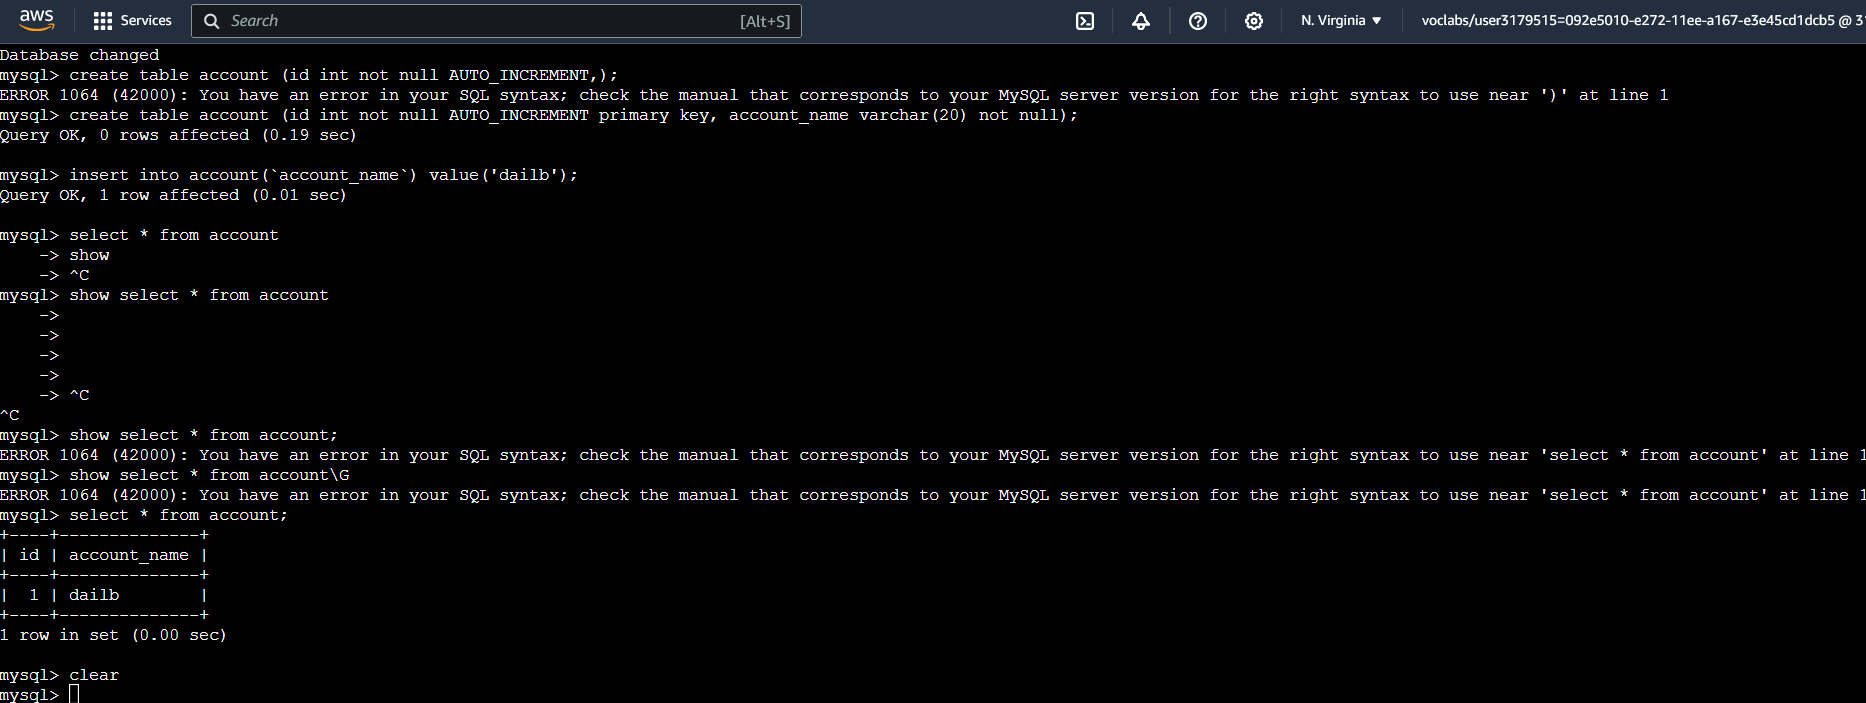 aws Services Search [Alt+S] N. Virginia ▼ voclabs/user3179515=092e5010-e272-11ee-a167-e3e45cd1dcb5 @
Database changed
mysql> create table account (id int not null AUTO_INCREMENT,);
ERROR 1064 (42000): You have an error in your SQL syntax; check the manual that corresponds to your MySQL server version for the right syntax to use near ')' at line 1
mysql> create table account (id int not null AUTO_INCREMENT primary key, account_name varchar(20) not null);
Query OK, 0 rows affected (0.19 sec)
mysql> insert into account(`account_name`) value('dailb');
Query OK, 1 row affected (0.01 sec)
mysql> select * from account
    -> show
    -> ^C
mysql> show select * from account
    ->
    ->
    ->
    ->
    -> ^C
^C
mysql> show select * from account;
ERROR 1064 (42000): You have an error in your SQL syntax; check the manual that corresponds to your MySQL server version for the right syntax to use near 'select * from account' at line 1
mysql> show select * from account\G
ERROR 1064 (42000): You have an error in your SQL syntax; check the manual that corresponds to your MySQL server version for the right syntax to use near 'select * from account' at line 1
mysql> select * from account;
+----+--------------+
| id | account_name |
+----+--------------+
|  1 | dailb        |
+----+--------------+
1 row in set (0.00 sec)
mysql> clear
mysql>